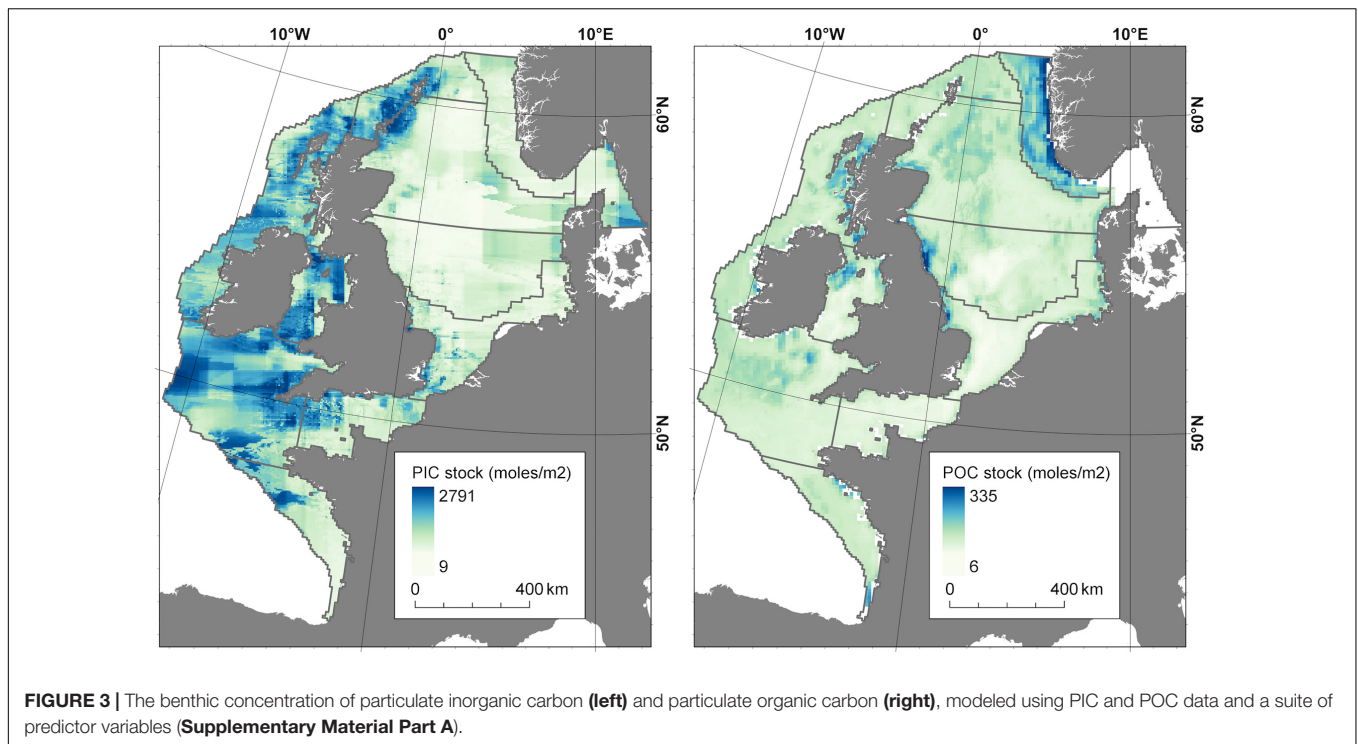 10°W 0° 10°E
60°N
50°N
PIC stock (moles/m2)
2791
9
0 400 km
10°W 0° 10°E
60°N
50°N
POC stock (moles/m2)
335
6
0 400 km
FIGURE 3 | The benthic concentration of particulate inorganic carbon (left) and particulate organic carbon (right), modeled using PIC and POC data and a suite of
predictor variables (Supplementary Material Part A).